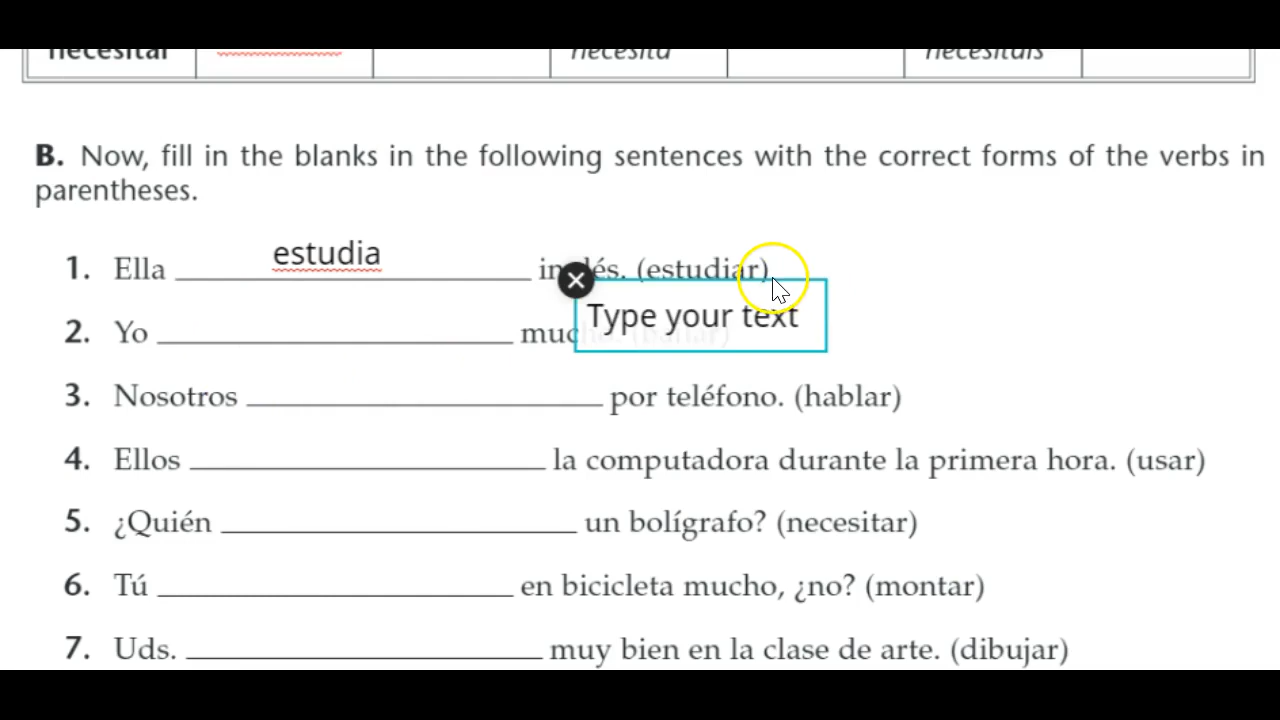 necesitar necesita necesitáis
B. Now, fill in the blanks in the following sentences with the correct forms of the verbs in
parentheses.
1. Ella estudia inglés. (estudiar)
Type your text
2. Yo mucho. (bailar)
3. Nosotros por teléfono. (hablar)
4. Ellos la computadora durante la primera hora. (usar)
5. ¿Quién un bolígrafo? (necesitar)
6. Tú en bicicleta mucho, ¿no? (montar)
7. Uds. muy bien en la clase de arte. (dibujar)